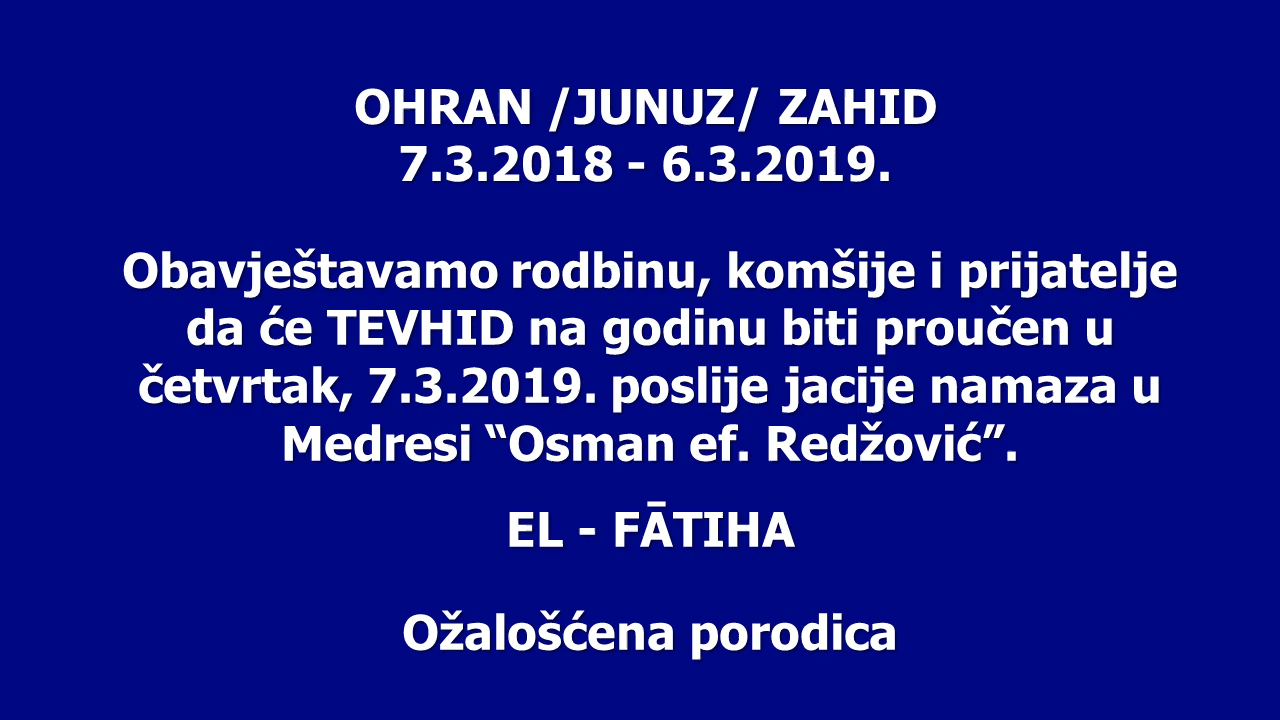 OHRAN /JUNUZ/ ZAHID
7.3.2018 - 6.3.2019.
Obavještavamo rodbinu, komšije i prijatelje
da će TEVHID na godinu biti proučen u
četvrtak, 7.3.2019. poslije jacije namaza u
Medresi “Osman ef. Redžović”.
EL - FĀTIHA
Ožalošćena porodica